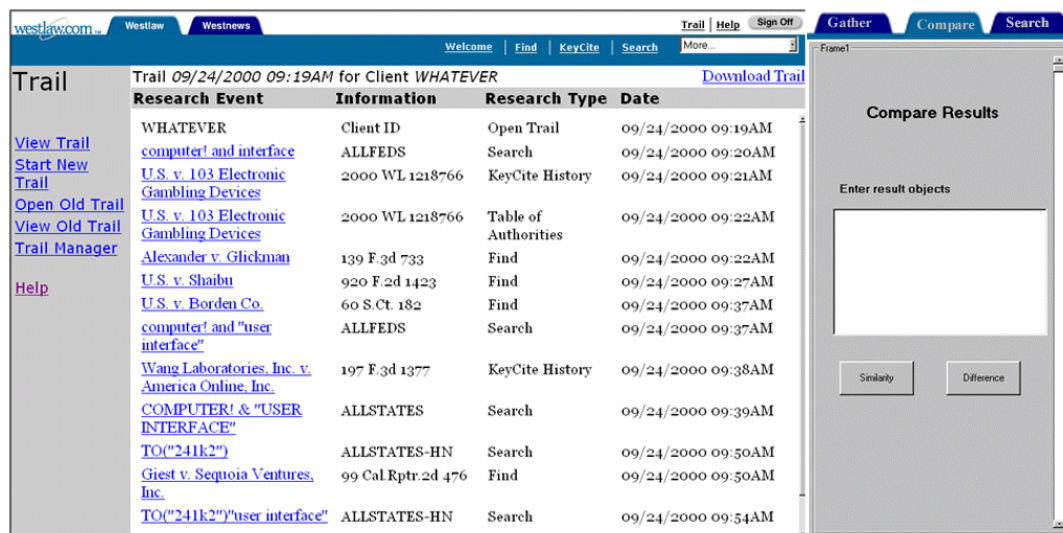 westlaw.com™ Westlaw Westnews
Trail | Help Sign Off
Welcome | Find | KeyCite | Search More...
Trail
View Trail
Start New
Trail
Open Old Trail
View Old Trail
Trail Manager
Help
Trail 09/24/2000 09:19AM for Client WHATEVER Download Trail
Research Event Information Research Type Date
WHATEVER Client ID Open Trail 09/24/2000 09:19AM
computer! and interface ALLFEDS Search 09/24/2000 09:20AM
U.S. v. 103 Electronic 2000 WL 1218766 KeyCite History 09/24/2000 09:21AM
Gambling Devices
U.S. v. 103 Electronic 2000 WL 1218766 Table of 09/24/2000 09:22AM
Gambling Devices Authorities
Alexander v. Glickman 139 F.3d 733 Find 09/24/2000 09:22AM
U.S. v. Shaibu 920 F.2d 1423 Find 09/24/2000 09:27AM
U.S. v. Borden Co. 60 S.Ct. 182 Find 09/24/2000 09:37AM
computer! and "user ALLFEDS Search 09/24/2000 09:37AM
interface"
Wang Laboratories, Inc. v. 197 F.3d 1377 KeyCite History 09/24/2000 09:38AM
America Online, Inc.
COMPUTER! & "USER ALLSTATES Search 09/24/2000 09:39AM
INTERFACE"
TO("241k2") ALLSTATES-HN Search 09/24/2000 09:50AM
Giest v. Sequoia Ventures, 99 Cal.Rptr.2d 476 Find 09/24/2000 09:50AM
Inc.
TO("241k2")"user interface" ALLSTATES-HN Search 09/24/2000 09:54AM
Gather Compare Search
Frame1
Compare Results
Enter result objects
Similarity Difference